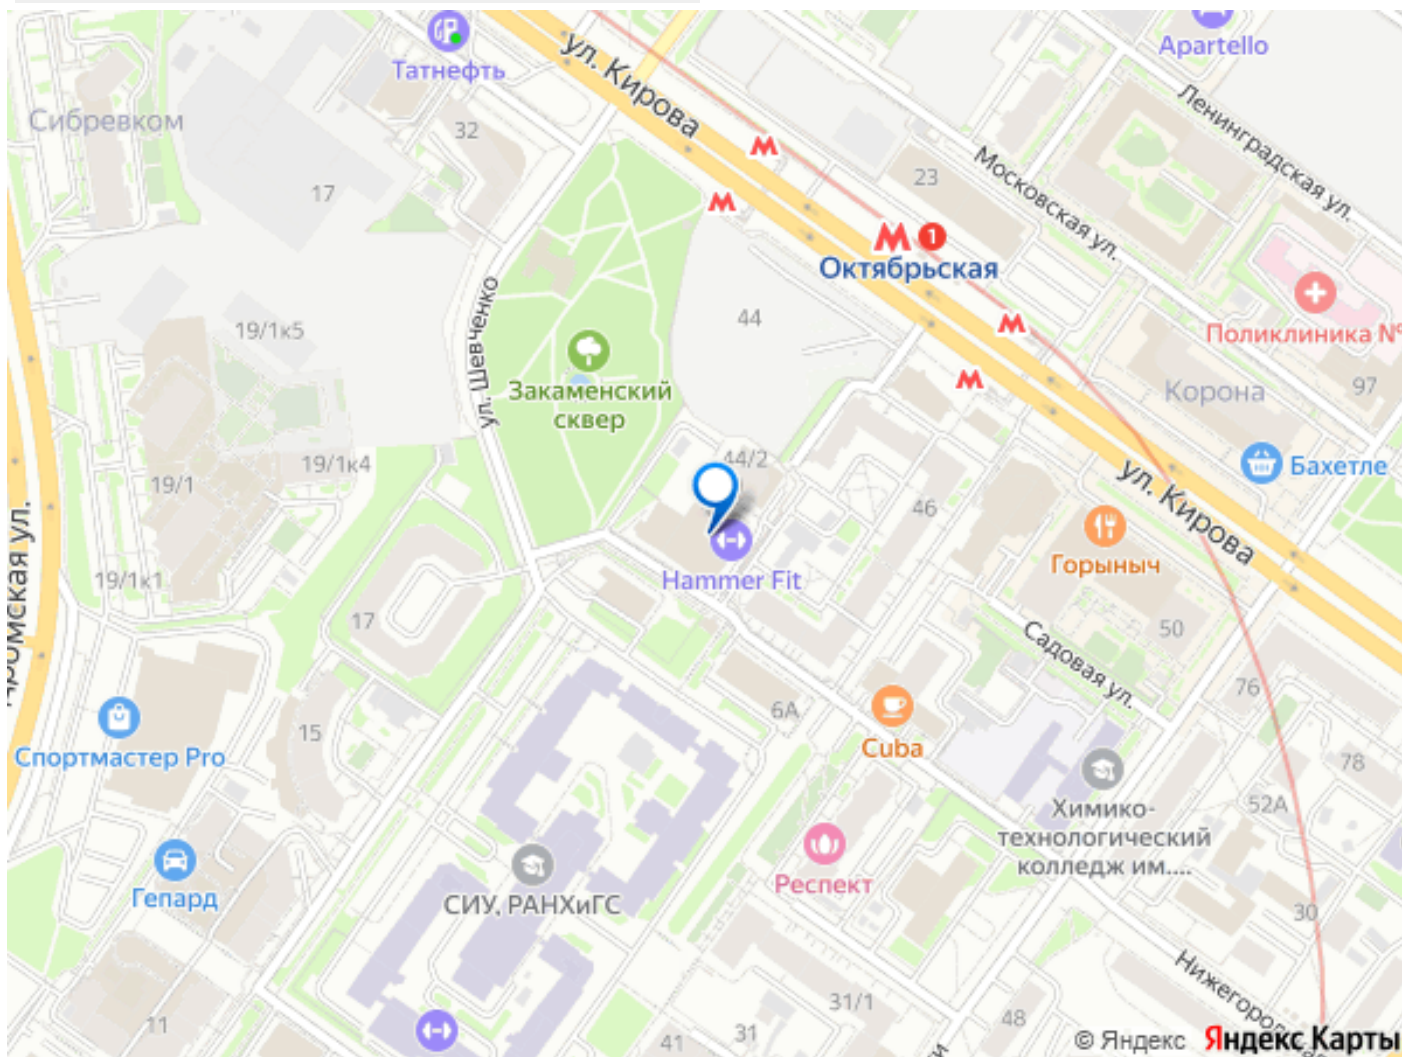 Apartello
Татнефть
ул. Кирова
Ленинградская ул.
Сибревком
32
Московская ул.
23
17
1
Октябрьская
ул. Шевченко
44
19/1к5
Поликлиника №
Закаменский
сквер
97
Корона
44/2
19/1к4
Бахетле
19/1
46
ул. Кирова
Горыныч
19/1к1
Hammer Fit
17
50
Садовая ул.
76
6А
15
Cuba
Спортмастер Pro
78
52А
Химико-
технологический
колледж им....
Респект
Гепард
СИУ, РАНХиГС
30
Нижегоро
31/1
11
31
41
48
© Яндекс Яндекс Карты